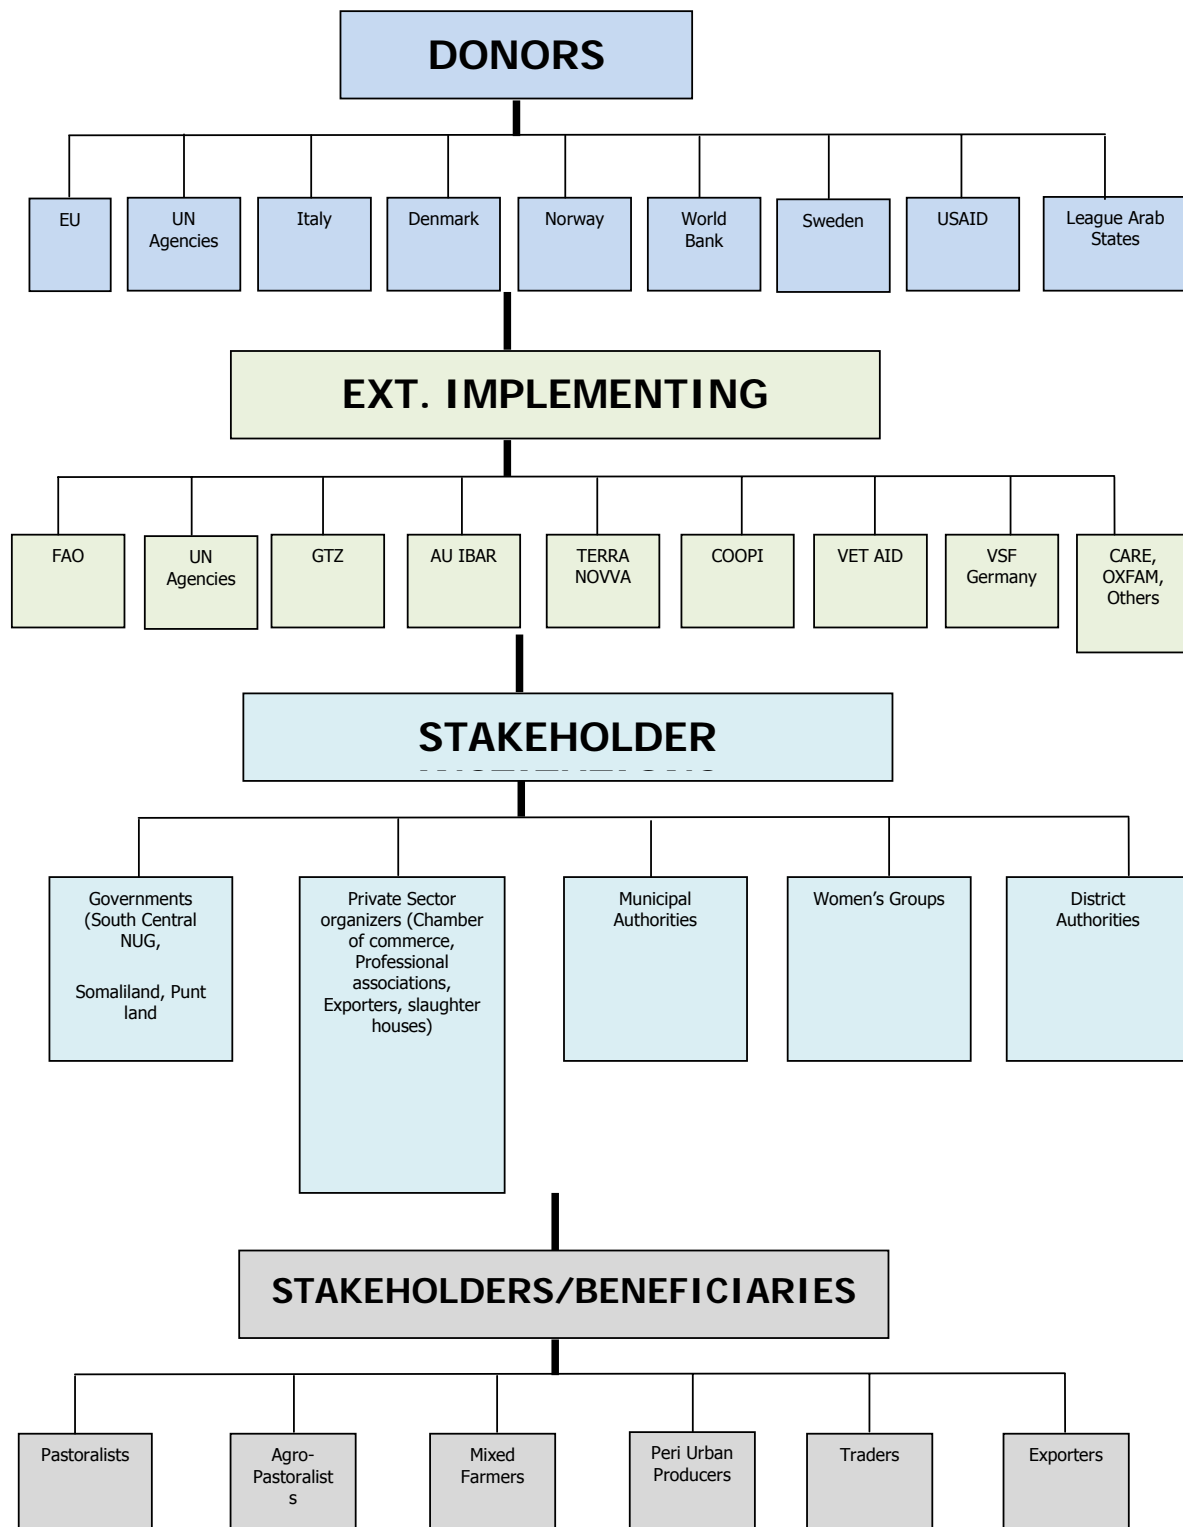 DONORS
EU
UN
Agencies
Italy
Denmark
Norway
World
Bank
Sweden
USAID
League Arab
States
EXT. IMPLEMENTING
FAO
UN
Agencies
GTZ
AU IBAR
TERRA
NOVVA
COOPI
VET AID
VSF
Germany
CARE,
OXFAM,
Others
STAKEHOLDER
Governments
(South Central
NUG,
Somaliland, Punt
land
Private Sector
organizers (Chamber
of commerce,
Professional
associations,
Exporters, slaughter
houses)
Municipal
Authorities
Women’s Groups
District
Authorities
STAKEHOLDERS/BENEFICIARIES
Pastoralists
Agro-
Pastoralist
s
Mixed
Farmers
Peri Urban
Producers
Traders
Exporters